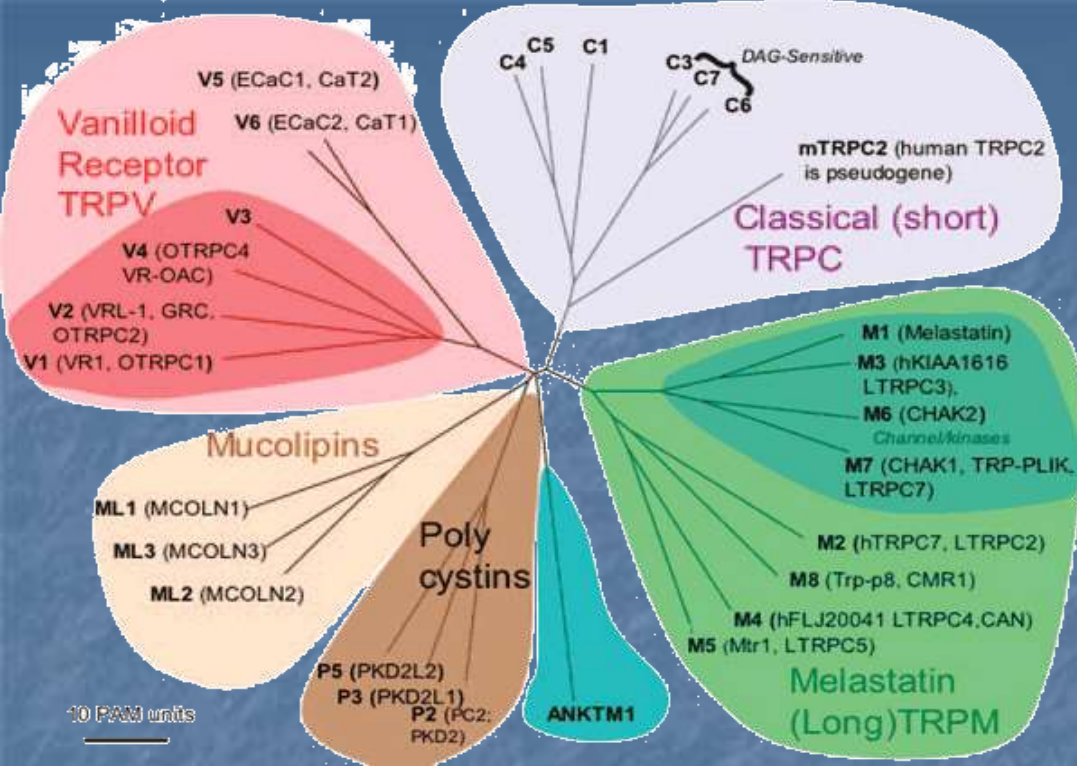 V5 (ECaC1, CaT2)
V6 (ECaC2, CaT1)
Vanilloid
Receptor
TRPV
V3
V4 (OTRPC4
VR-OAC)
V2 (VRL-1, GRC,
OTRPC2)
V1 (VR1, OTRPC1)
C4
C5
C1
C3
C7
C6
DAG-Sensitive
mTRPC2 (human TRPC2
is pseudogene)
Classical (short)
TRPC
M1 (Melastatin)
M3 (hKIAA1616
LTRPC3),
M6 (CHAK2)
Channel/kinases
M7 (CHAK1, TRP-PLIK,
LTRPC7)
M2 (hTRPC7, LTRPC2)
M8 (Trp-p8, CMR1)
M4 (hFLJ20041 LTRPC4,CAN)
M5 (Mtr1, LTRPC5)
Melastatin
(Long)TRPM
Mucolipins
ML1 (MCOLN1)
ML3 (MCOLN3)
ML2 (MCOLN2)
Poly
cystins
P5 (PKD2L2)
P3 (PKD2L1)
P2 (PC2;
PKD2)
ANKTM1
10 PAM units